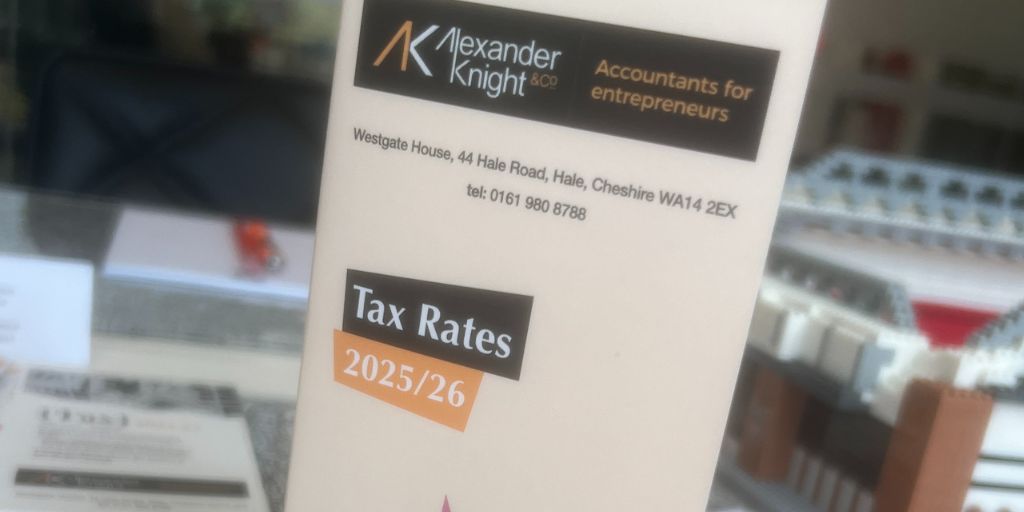 AK Alexander
Knight &Co
Accountants for
entrepreneurs
Westgate House, 44 Hale Road, Hale, Cheshire WA14 2EX
tel: 0161 980 8788
Tax Rates
2025/26